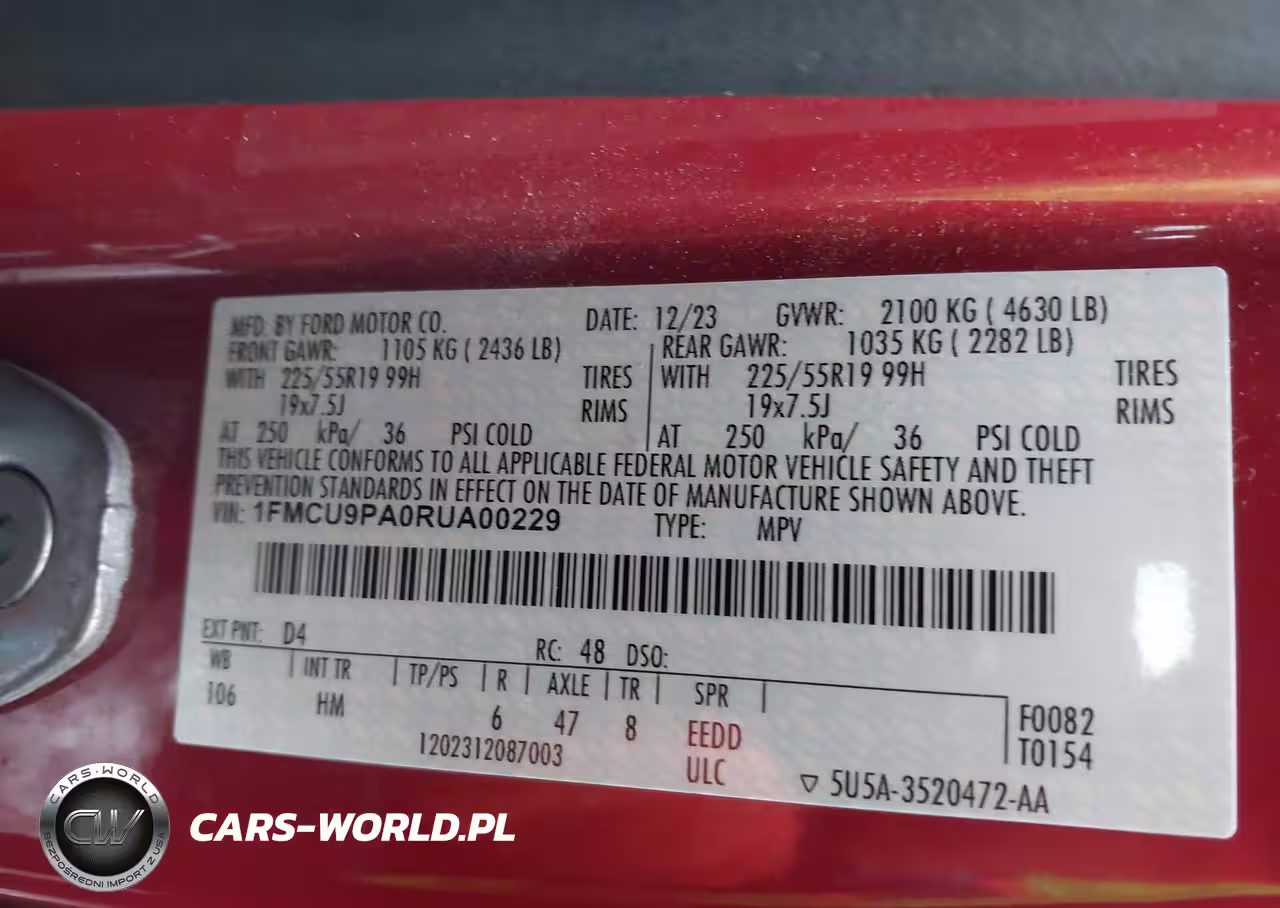 MFD. BY FORD MOTOR CO. DATE: 12/23 GVWR: 2100 KG ( 4630 LB)
FRONT GAWR: 1105 KG ( 2436 LB) REAR GAWR: 1035 KG ( 2282 LB)
WITH 225/55R19 99H TIRES WITH 225/55R19 99H TIRES
19x7.5J RIMS 19x7.5J RIMS
AT 250 kPa/ 36 PSI COLD AT 250 kPa/ 36 PSI COLD
THIS VEHICLE CONFORMS TO ALL APPLICABLE FEDERAL MOTOR VEHICLE SAFETY AND THEFT
PREVENTION STANDARDS IN EFFECT ON THE DATE OF MANUFACTURE SHOWN ABOVE.
VIN: 1FMCU9PA0RUA00229 TYPE: MPV
EXT PNT: D4 RC: 48 DSO:
WB INT TR TP/PS R AXLE TR SPR
106 HM 6 47 8 EEDD F0082
1202312087003 ULC T0154
▽ 5U5A-3520472-AA
CARS-WORLD
CW
BEZPOŚREDNI IMPORT Z USA
CARS-WORLD.PL